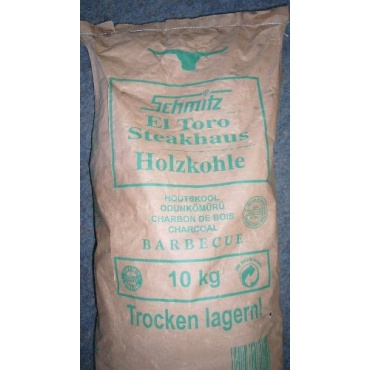 Schmitz
El Toro
Steakhaus
Holzkohle
HOUTSKOOL
ODUNKÖMÜRÜ
CHARBON DE BOIS
CHARCOAL
BARBECUE
10 kg
Trocken lagern!